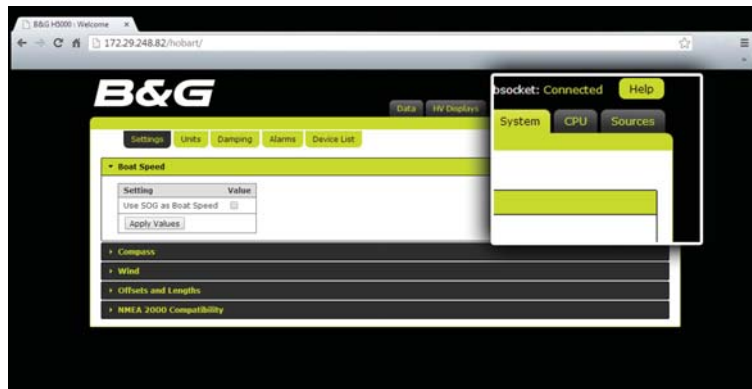 B&G H5000 : Welcome
172.29.248.82/hobart/
B&G
bsocket: Connected Help
Data HV Displays System CPU Sources
Settings Units Damping Alarms Device List
Boat Speed
Setting Value
Use SOG as Boat Speed
Apply Values
Compass
Wind
Offsets and Lengths
NMEA 2000 Compatibility